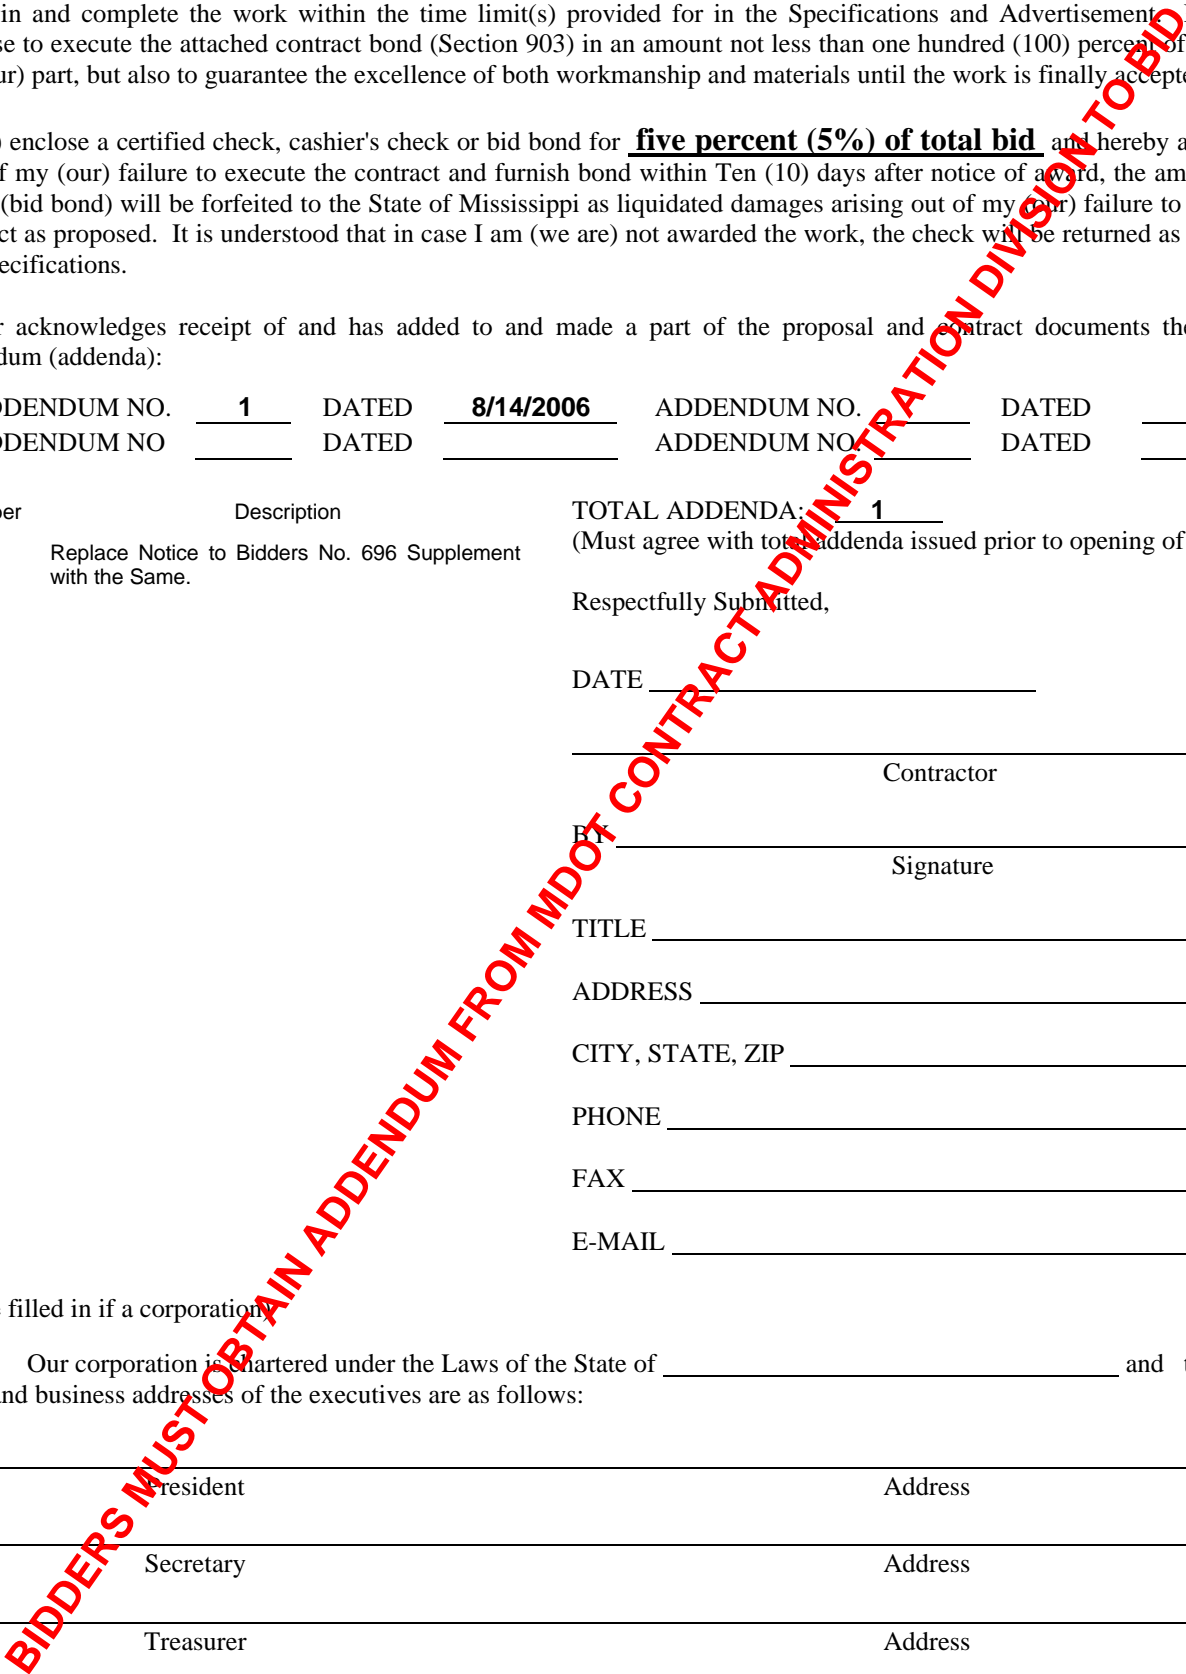 in and complete the work within the time limit(s) provided for in the Specifications and Advertisement.
se to execute the attached contract bond (Section 903) in an amount not less than one hundred (100) percent of
ur) part, but also to guarantee the excellence of both workmanship and materials until the work is finally accepte
) enclose a certified check, cashier's check or bid bond for five percent (5%) of total bid and hereby a
f my (our) failure to execute the contract and furnish bond within Ten (10) days after notice of award, the am
(bid bond) will be forfeited to the State of Mississippi as liquidated damages arising out of my (our) failure to
ct as proposed. It is understood that in case I am (we are) not awarded the work, the check will be returned as
ecifications.
r acknowledges receipt of and has added to and made a part of the proposal and contract documents the
dum (addenda):
DDENDUM NO. 1 DATED 8/14/2006 ADDENDUM NO. DATED
DDENDUM NO DATED ADDENDUM NO. DATED
ber Description
TOTAL ADDENDA: 1
(Must agree with total addenda issued prior to opening of
Replace Notice to Bidders No. 696 Supplement
with the Same.
Respectfully Submitted,
DATE
Contractor
BY
Signature
TITLE
ADDRESS
CITY, STATE, ZIP
PHONE
FAX
E-MAIL
filled in if a corporation)
Our corporation is chartered under the Laws of the State of and t
and business addresses of the executives are as follows:
President Address
Secretary Address
Treasurer Address
BIDDERS MUST OBTAIN ADDENDUM FROM MDOT CONTRACT ADMINISTRATION DIVISION TO BID